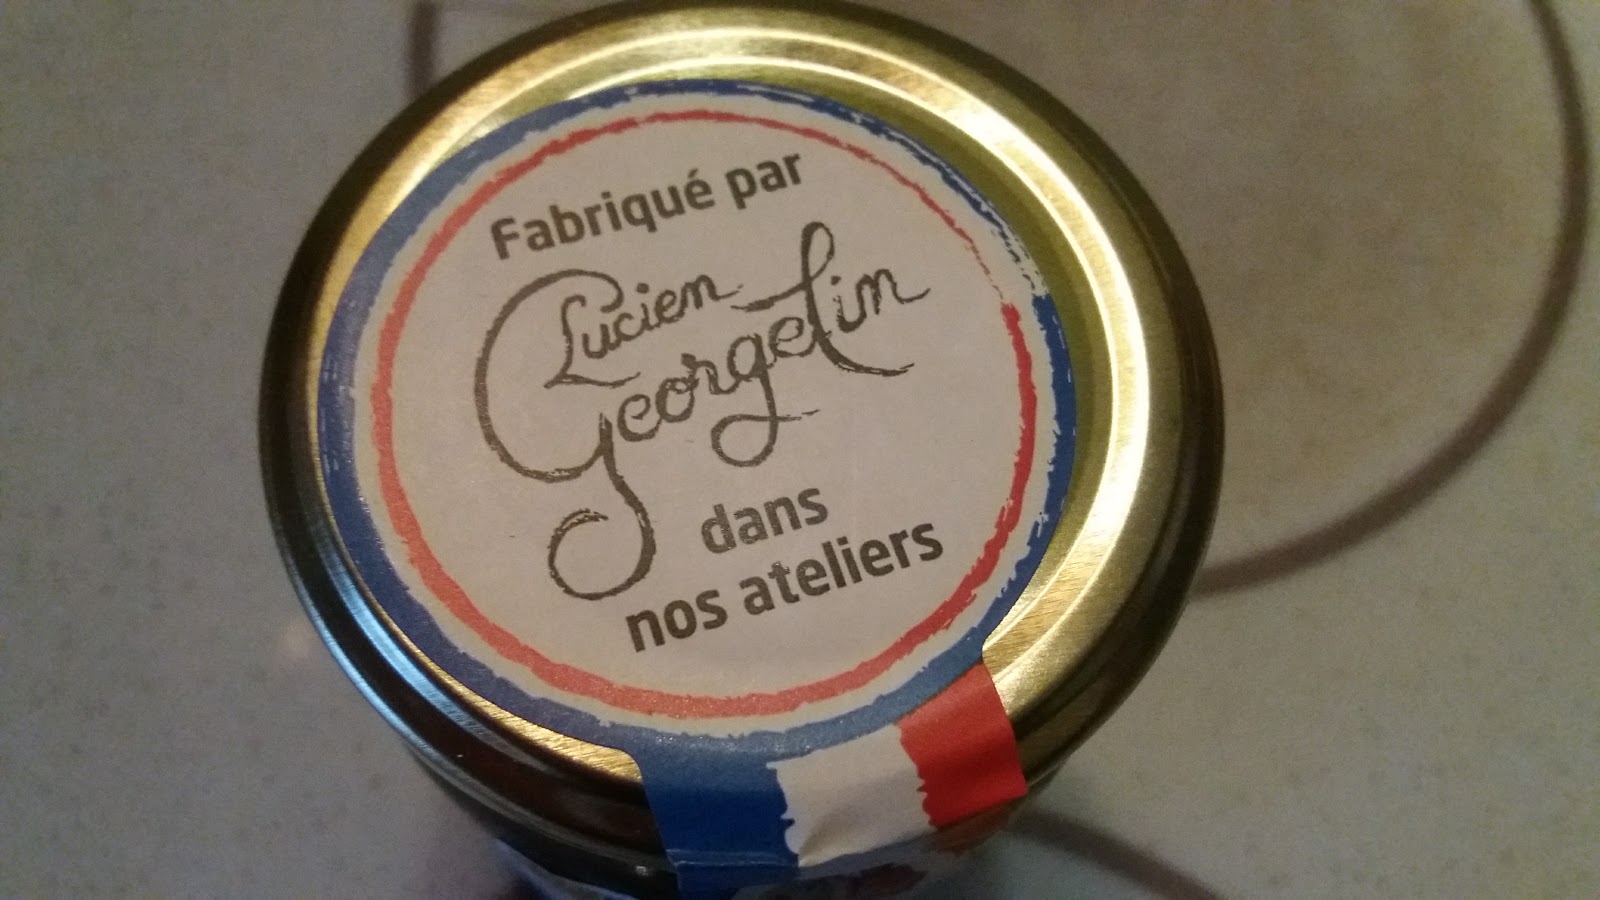 Fabriqué par
Lucien
Georgelin
dans
nos ateliers